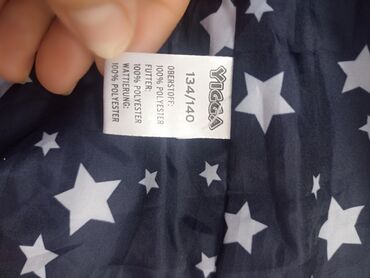 YIGGA
134/140
OBERSTOFF:
100% POLYESTER
FUTTER:
100% POLYESTER
WATTIERUNG:
100% POLYESTER